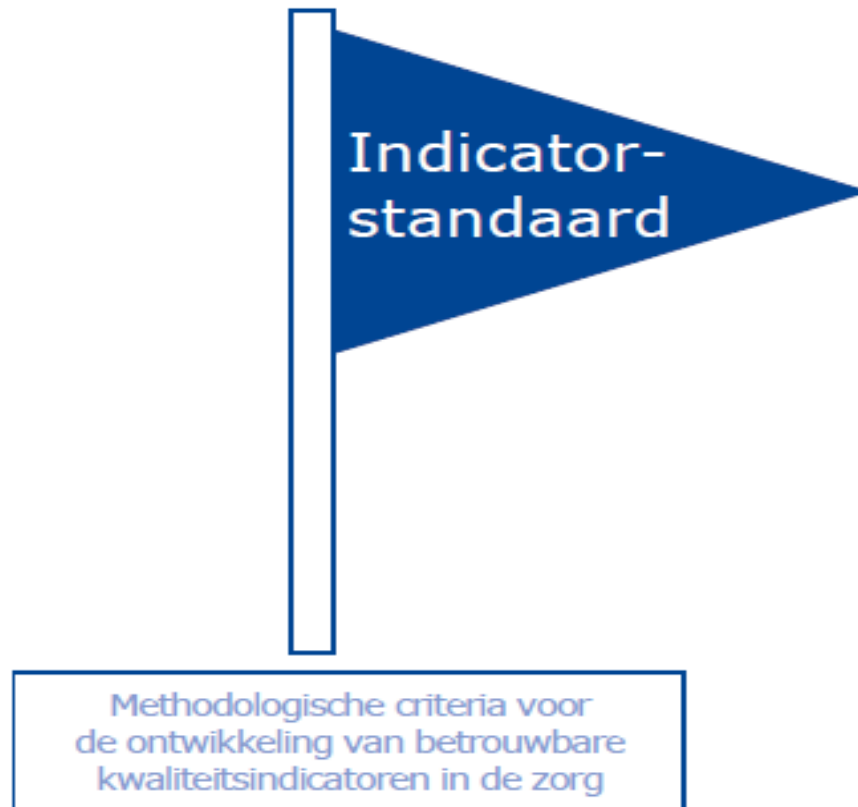 Indicator-
standaard
Methodologische criteria voor
de ontwikkeling van betrouwbare
kwaliteitsindicatoren in de zorg